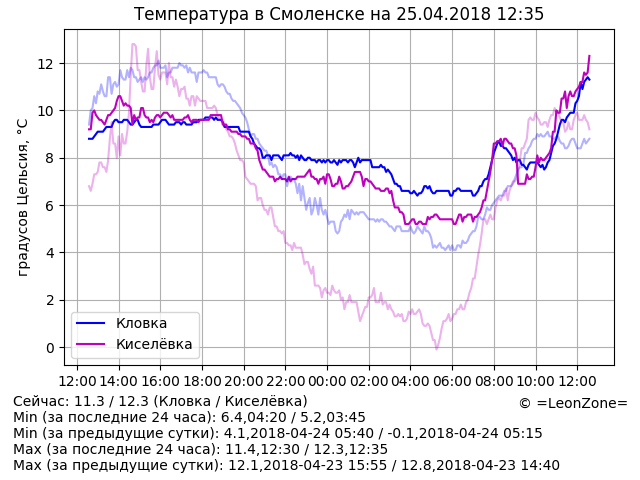 Температура в Смоленске на 25.04.2018 12:35
градусов Цельсия, °C
12
10
8
6
4
2
0
Кловка
Киселёвка
12:00 14:00 16:00 18:00 20:00 22:00 00:00 02:00 04:00 06:00 08:00 10:00 12:00
Сейчас: 11.3 / 12.3 (Кловка / Киселёвка)
© =LeonZone=
Min (за последние 24 часа): 6.4,04:20 / 5.2,03:45
Min (за предыдущие сутки): 4.1,2018-04-24 05:40 / -0.1,2018-04-24 05:15
Max (за последние 24 часа): 11.4,12:30 / 12.3,12:35
Max (за предыдущие сутки): 12.1,2018-04-23 15:55 / 12.8,2018-04-23 14:40